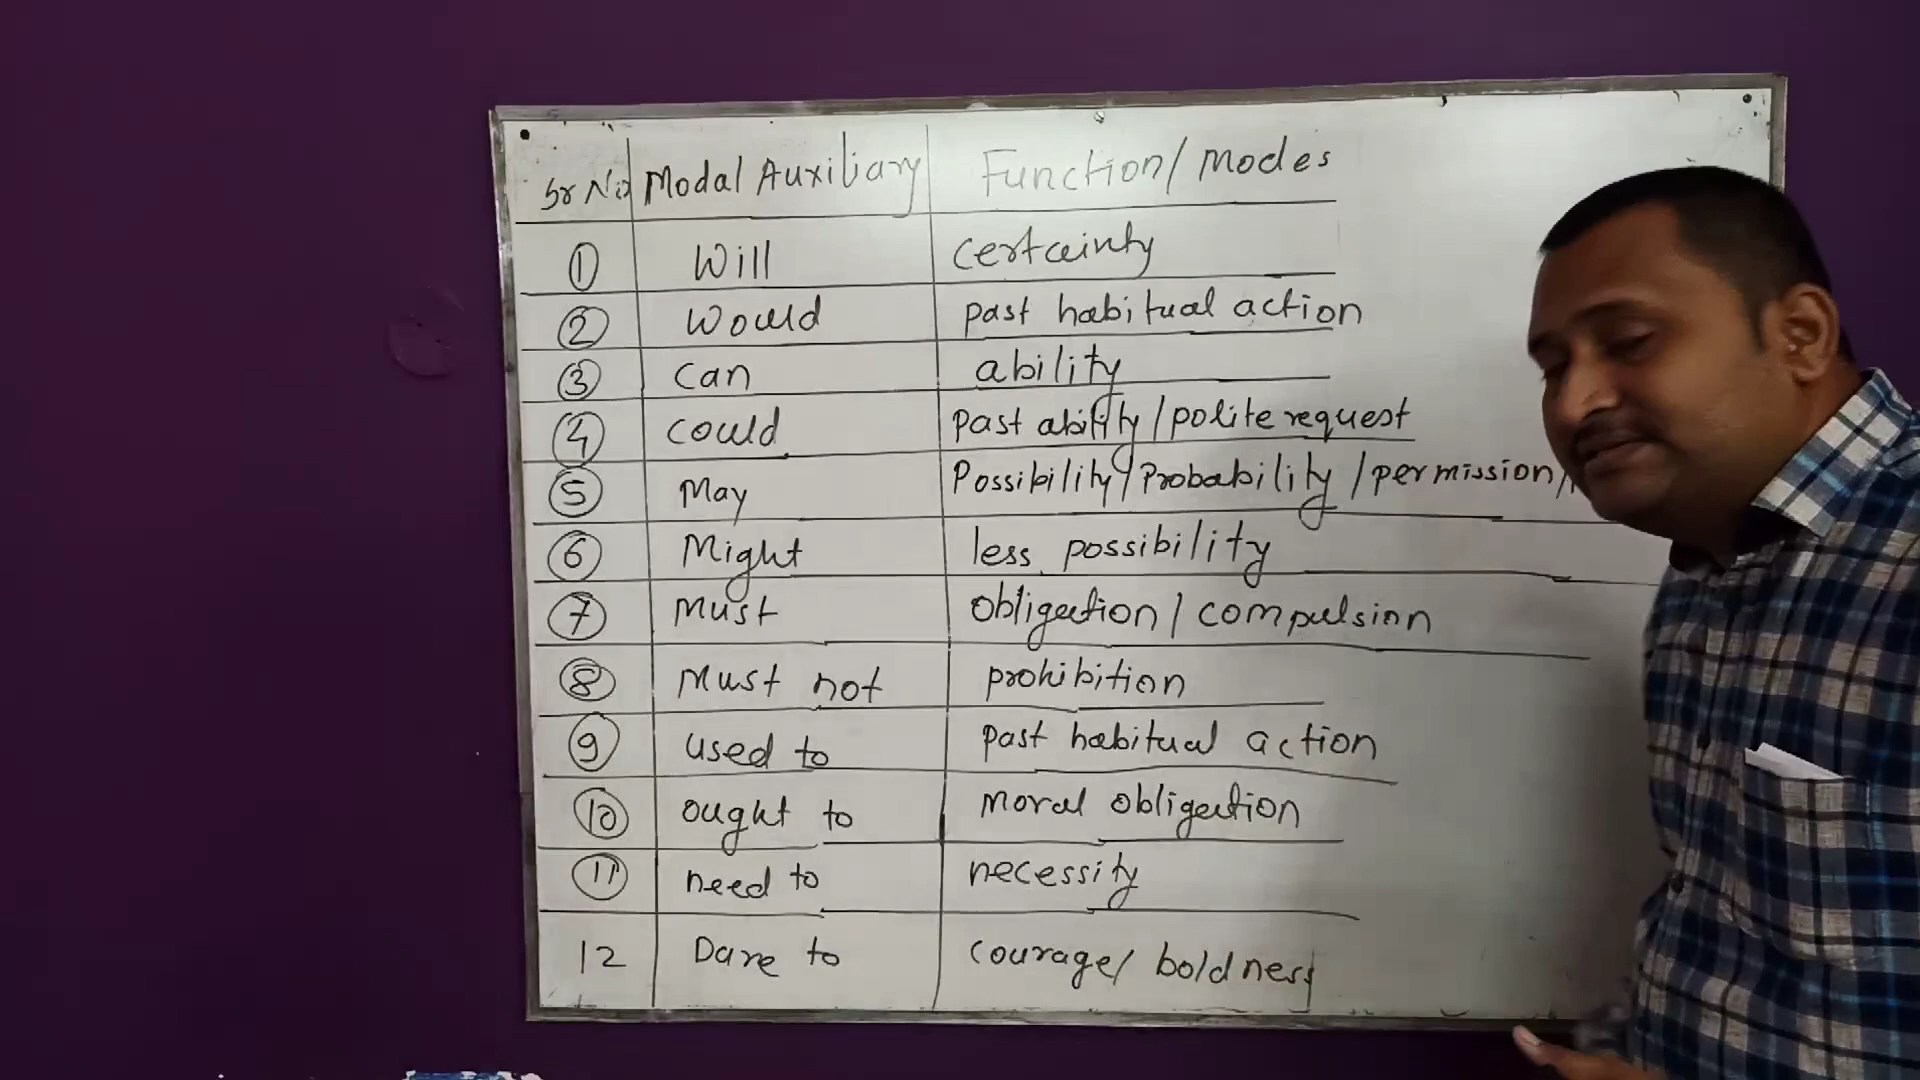 Sr No Modal Auxiliary Function/Modes
1 Will certainty
2 Would past habitual action
3 can ability
4 could Past ability/polite request
5 May Possibility/Probability/permission/
6 Might less possibility
7 Must obligation/compulsion
8 Must not prohibition
9 used to past habitual action
10 ought to moral obligation
11 need to necessity
12 Dare to courage/boldness